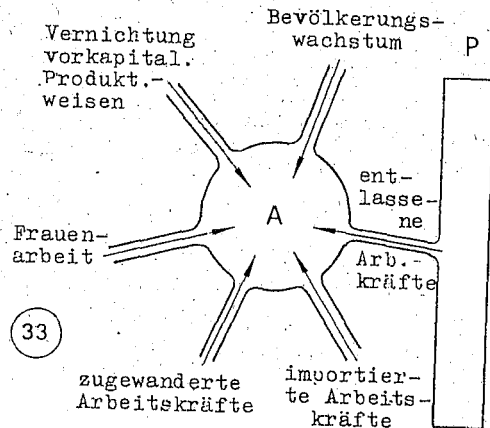 Vernichtung
vorkapital.
Produkt.-
weisen
Bevölkerungs-
wachstum
P
ent-
lasse-
ne
A
Arb.-
kräfte
Frauen-
arbeit
33
zugewanderte
Arbeitskräfte
importier-
te Arbeits-
kräfte